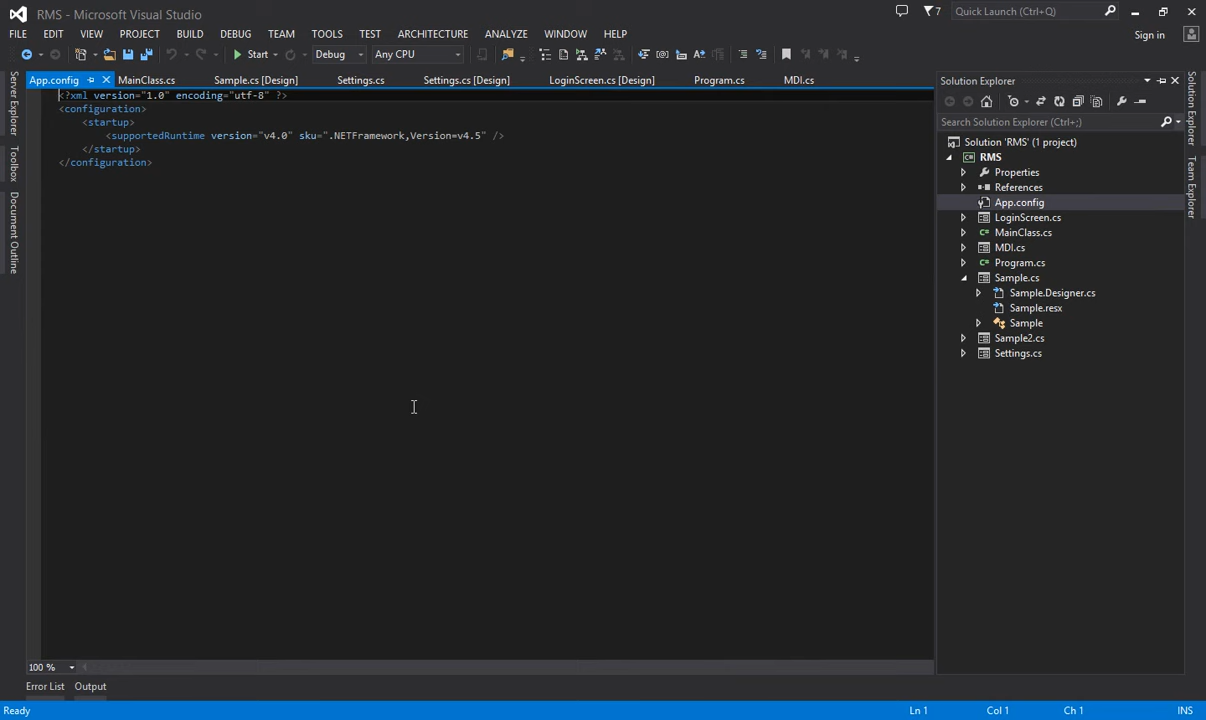 RMS - Microsoft Visual Studio
7
Quick Launch (Ctrl+Q)
FILE EDIT VIEW PROJECT BUILD DEBUG TEAM TOOLS TEST ARCHITECTURE ANALYZE WINDOW HELP
Sign in
Start Debug Any CPU
App.config MainClass.cs Sample.cs [Design] Settings.cs Settings.cs [Design] LoginScreen.cs [Design] Program.cs MDI.cs
<?xml version="1.0" encoding="utf-8" ?>
<configuration>
<startup>
<supportedRuntime version="v4.0" sku=".NETFramework,Version=v4.5" />
</startup>
</configuration>
Server Explorer
Toolbox
Document Outline
Solution Explorer
Search Solution Explorer (Ctrl+;)
Solution 'RMS' (1 project)
RMS
Properties
References
App.config
LoginScreen.cs
MainClass.cs
MDI.cs
Program.cs
Sample.cs
Sample.Designer.cs
Sample.resx
Sample
Sample2.cs
Settings.cs
Solution Explorer
Team Explorer
100 %
Error List Output
Ready Ln 1 Col 1 Ch 1 INS